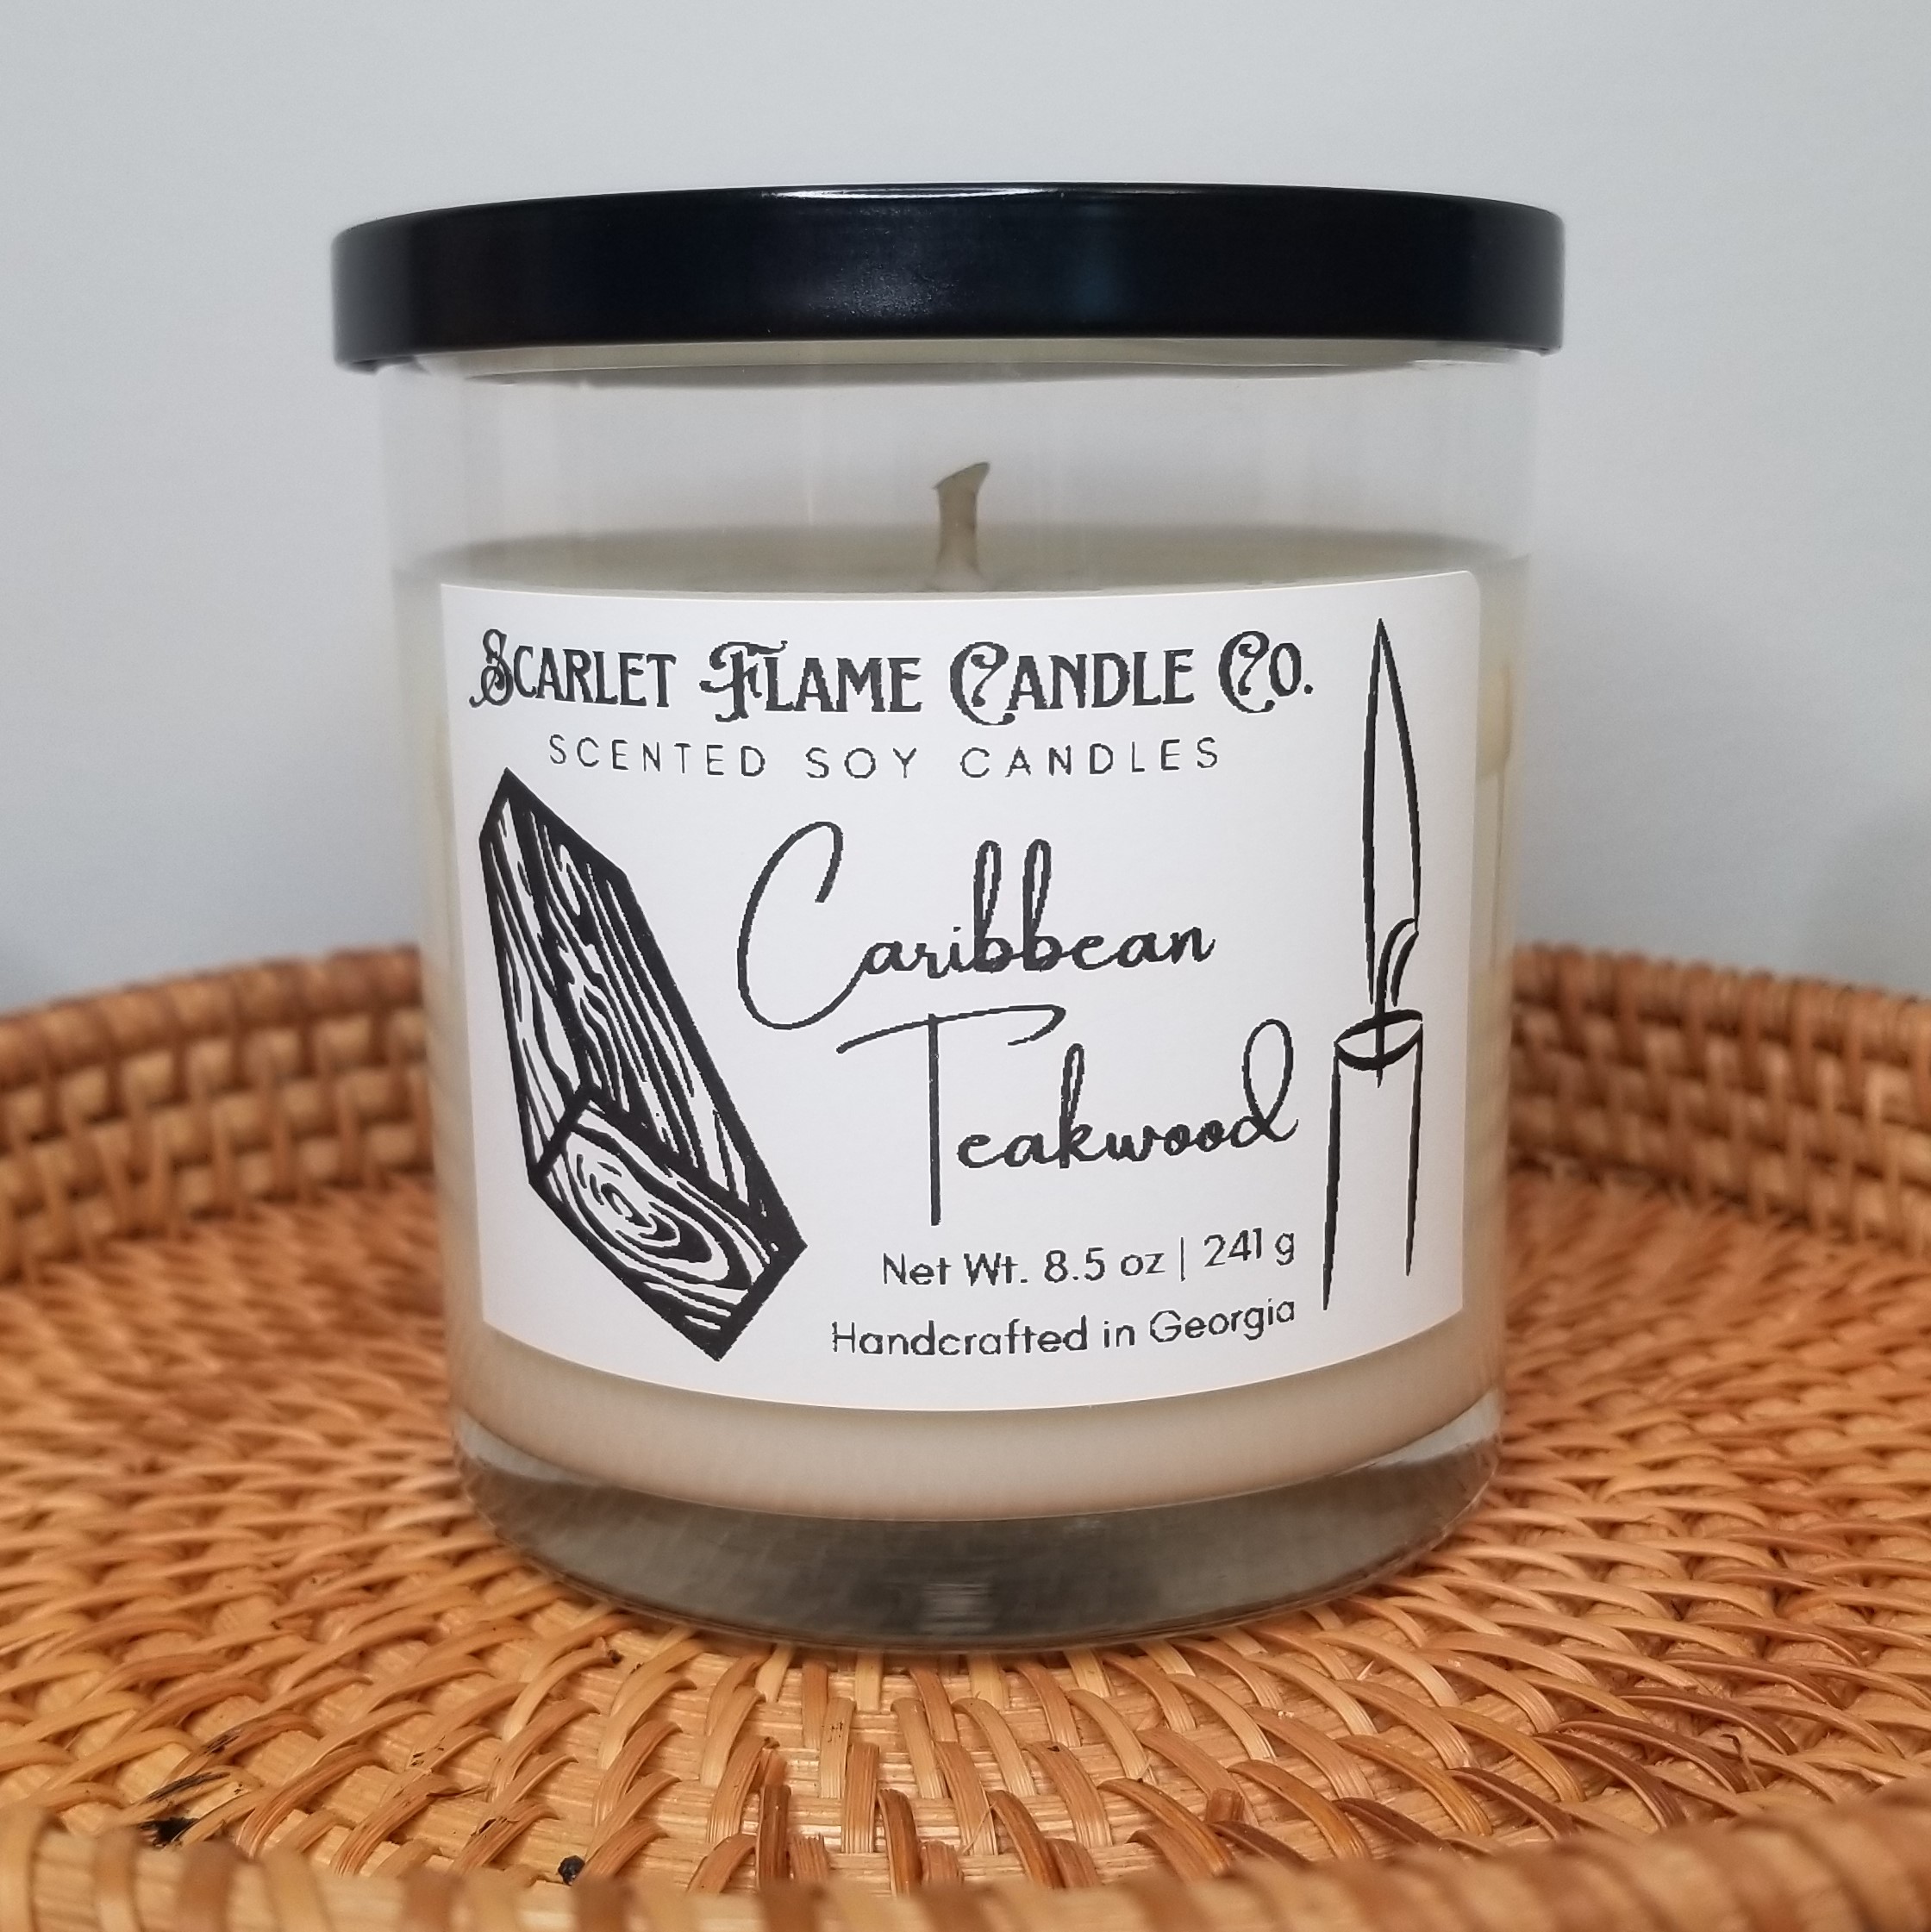 Scarlet Flame Candle Co.
SCENTED SOY CANDLES
Caribbean
Teakwood
Net Wt. 8.5 oz | 241 g
Handcrafted in Georgia